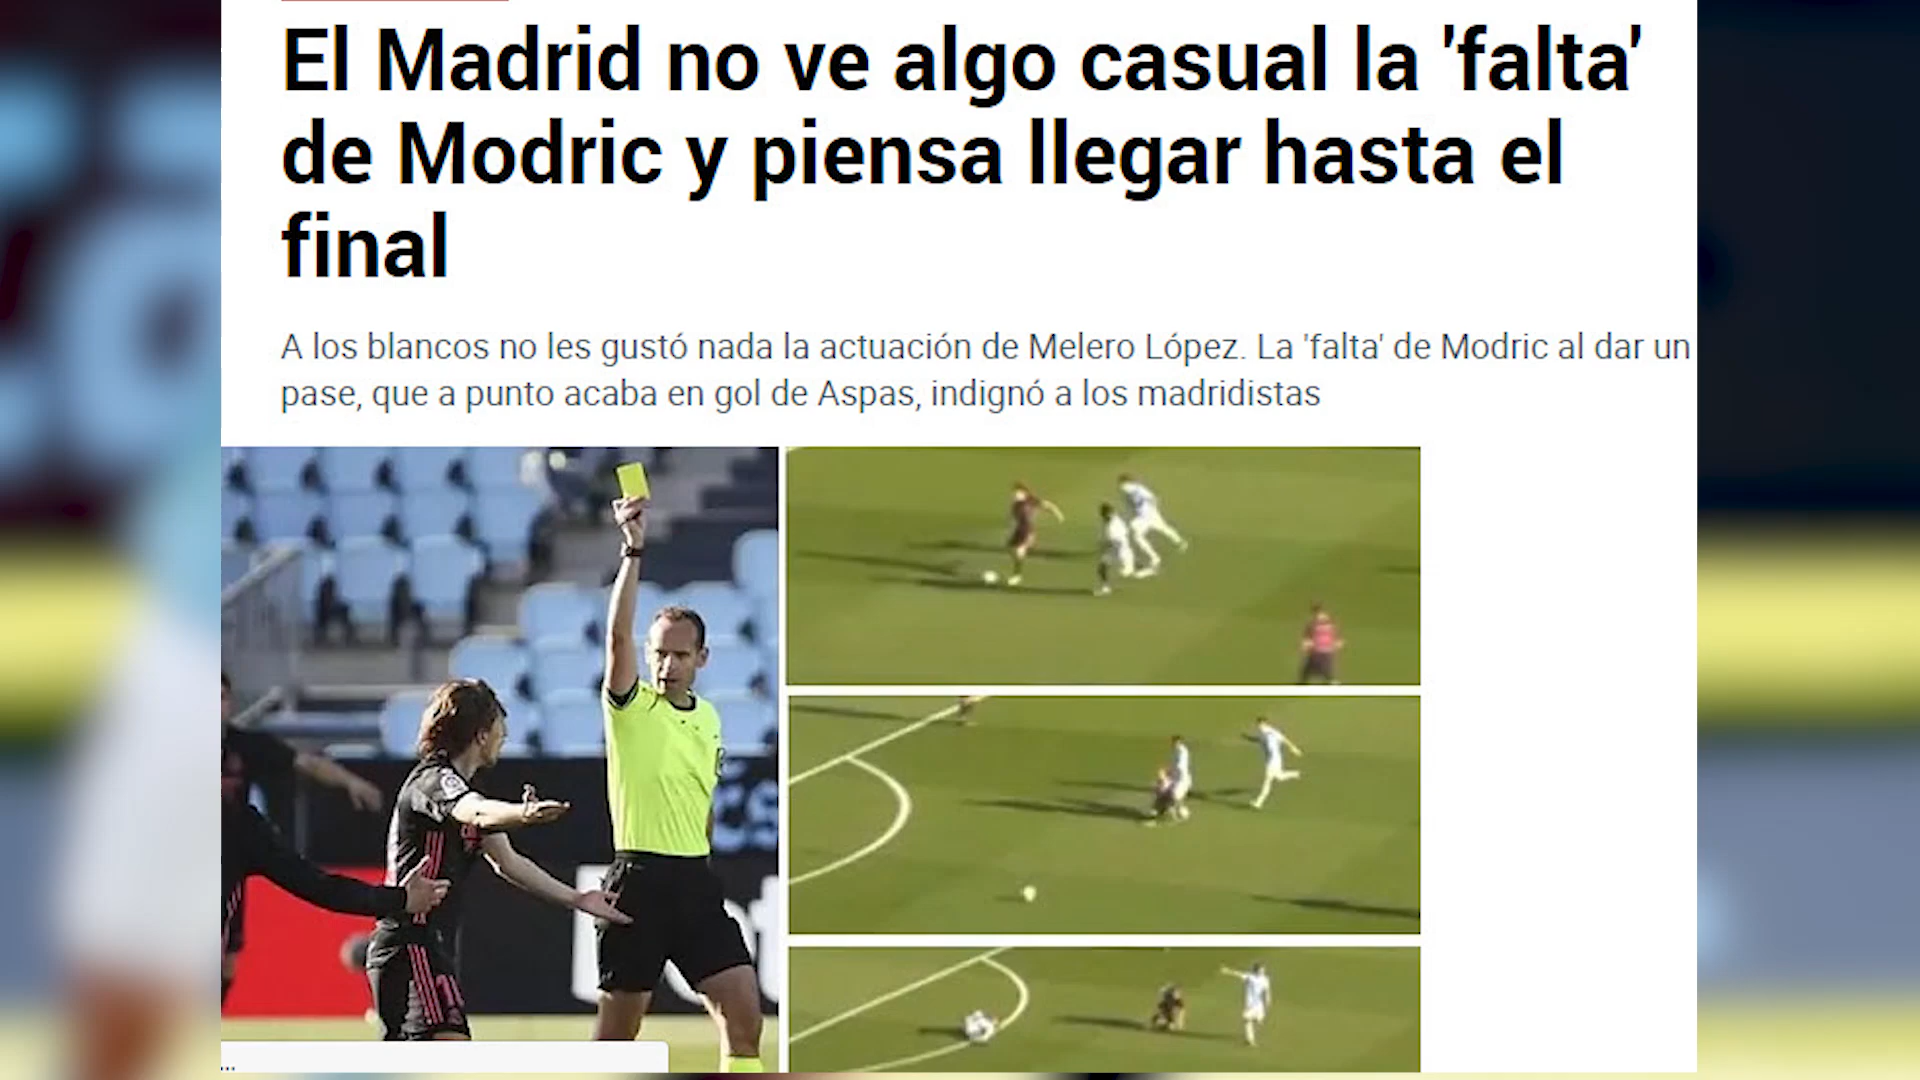 El Madrid no ve algo casual la 'falta'
de Modric y piensa llegar hasta el
final
A los blancos no les gustó nada la actuación de Melero López. La 'falta' de Modric al dar un
pase, que a punto acaba en gol de Aspas, indignó a los madridistas
...